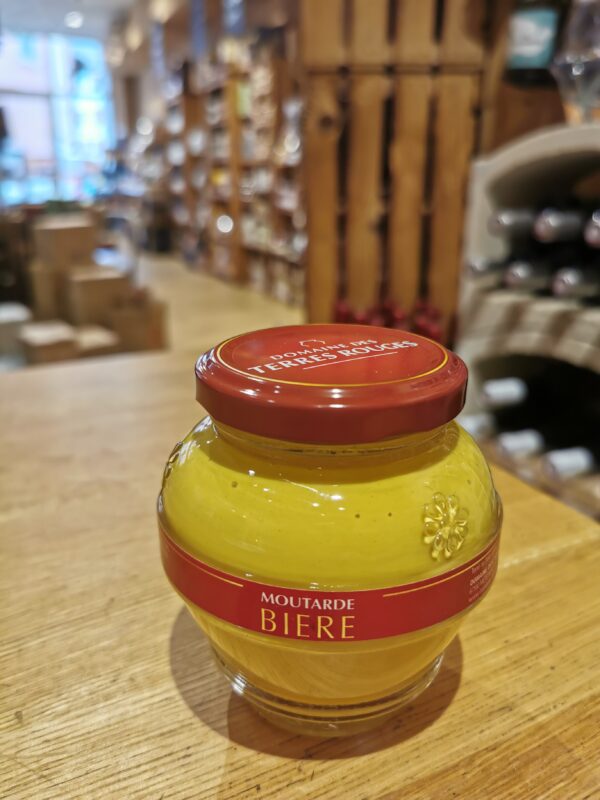 DOMAINE DES
TERRES ROUGES
MOUTARDE
BIERE